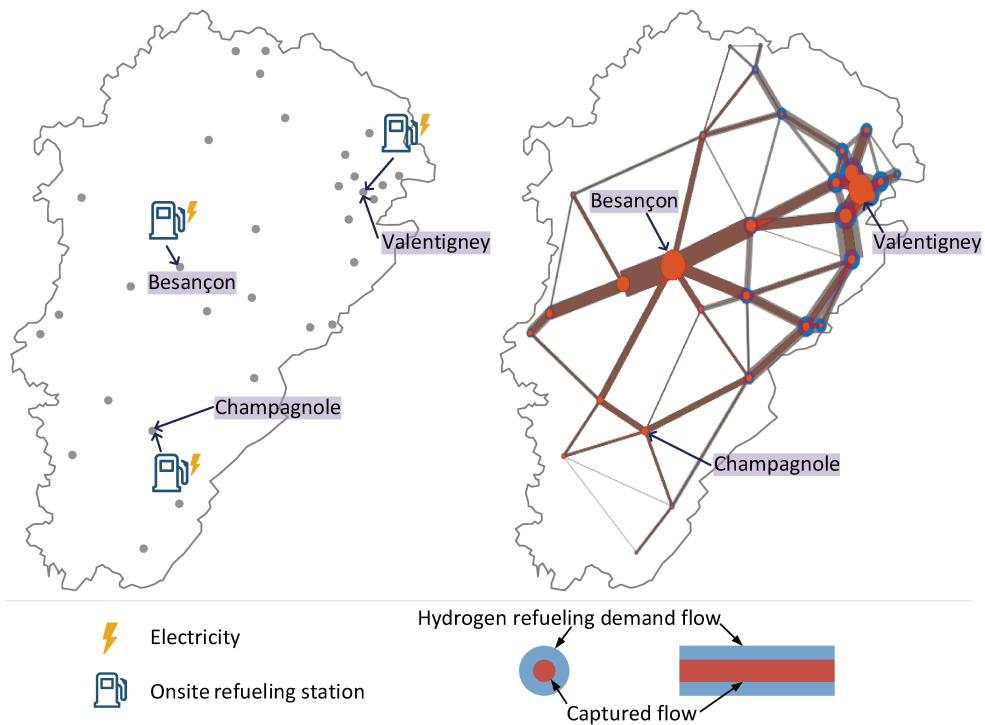 Valentigney
Besançon
Champagnole
Besançon
Valentigney
Champagnole
Electricity
Onsite refueling station
Hydrogen refueling demand flow
Captured flow